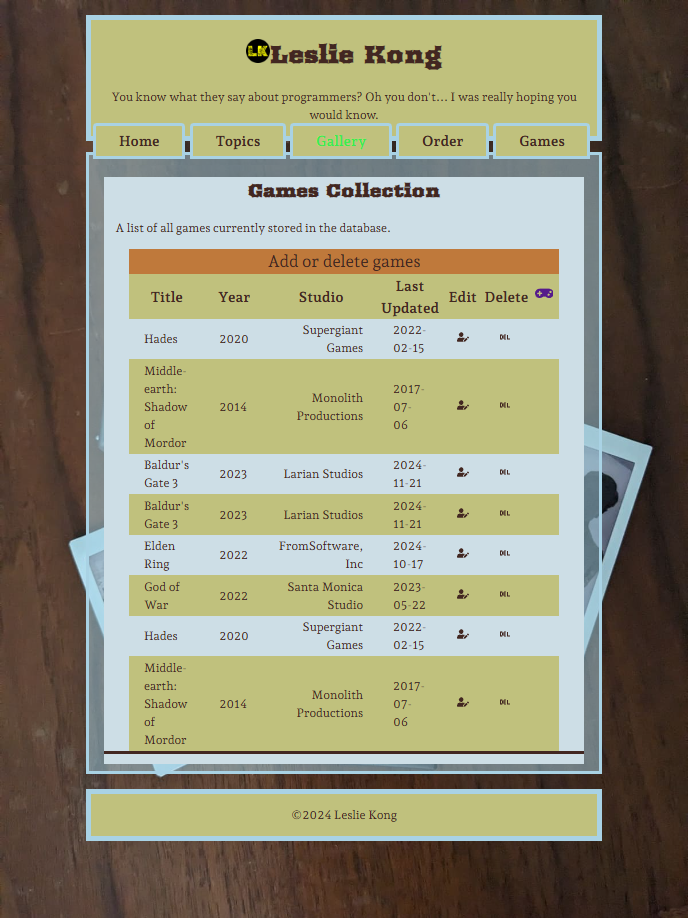 LK Leslie Kong
You know what they say about programmers? Oh you don't... I was really hoping you
would know.
Home Topics Gallery Order Games
Games Collection
A list of all games currently stored in the database.
Add or delete games
Title Year Studio Last Updated Edit Delete
Hades 2020 Supergiant Games 2022-02-15 DEL
Middle-earth: Shadow of Mordor 2014 Monolith Productions 2017-07-06 DEL
Baldur's Gate 3 2023 Larian Studios 2024-11-21 DEL
Baldur's Gate 3 2023 Larian Studios 2024-11-21 DEL
Elden Ring 2022 FromSoftware, Inc 2024-10-17 DEL
God of War 2022 Santa Monica Studio 2023-05-22 DEL
Hades 2020 Supergiant Games 2022-02-15 DEL
Middle-earth: Shadow of Mordor 2014 Monolith Productions 2017-07-06 DEL
©2024 Leslie Kong